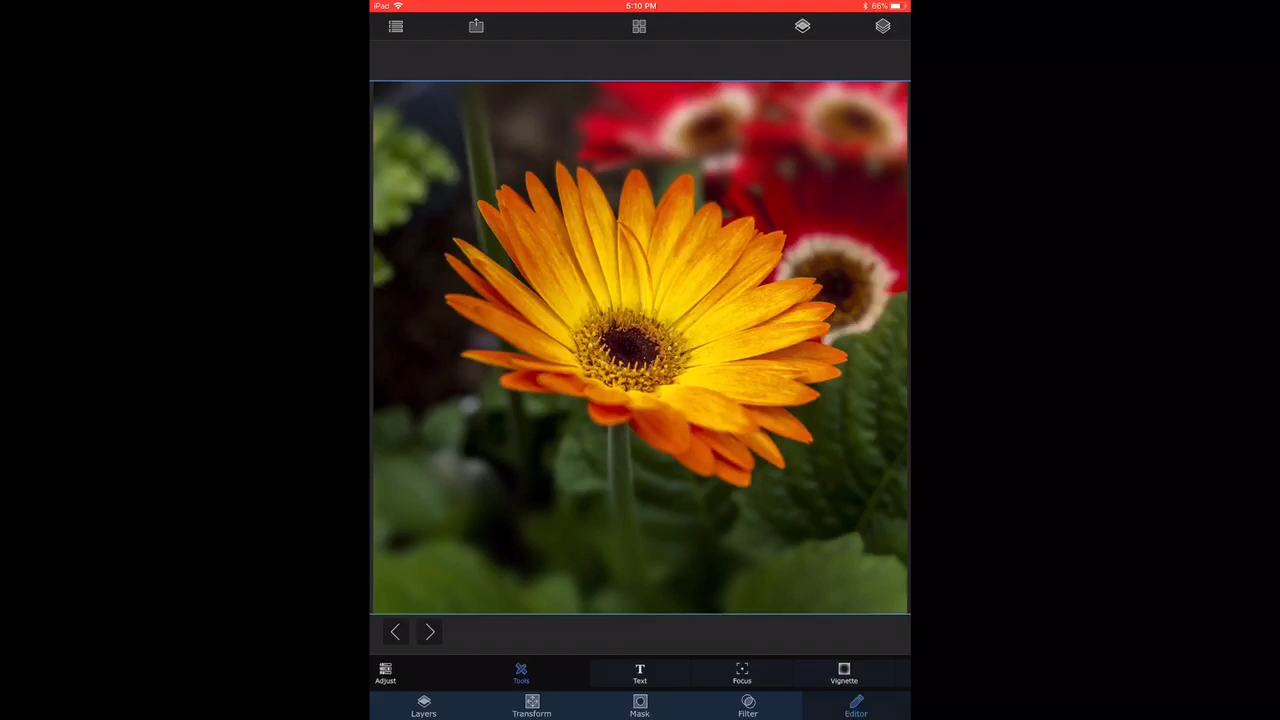 iPad 5:10 PM 66%
Adjust Tools Text Focus Vignette
Layers Transform Mask Filter Editor